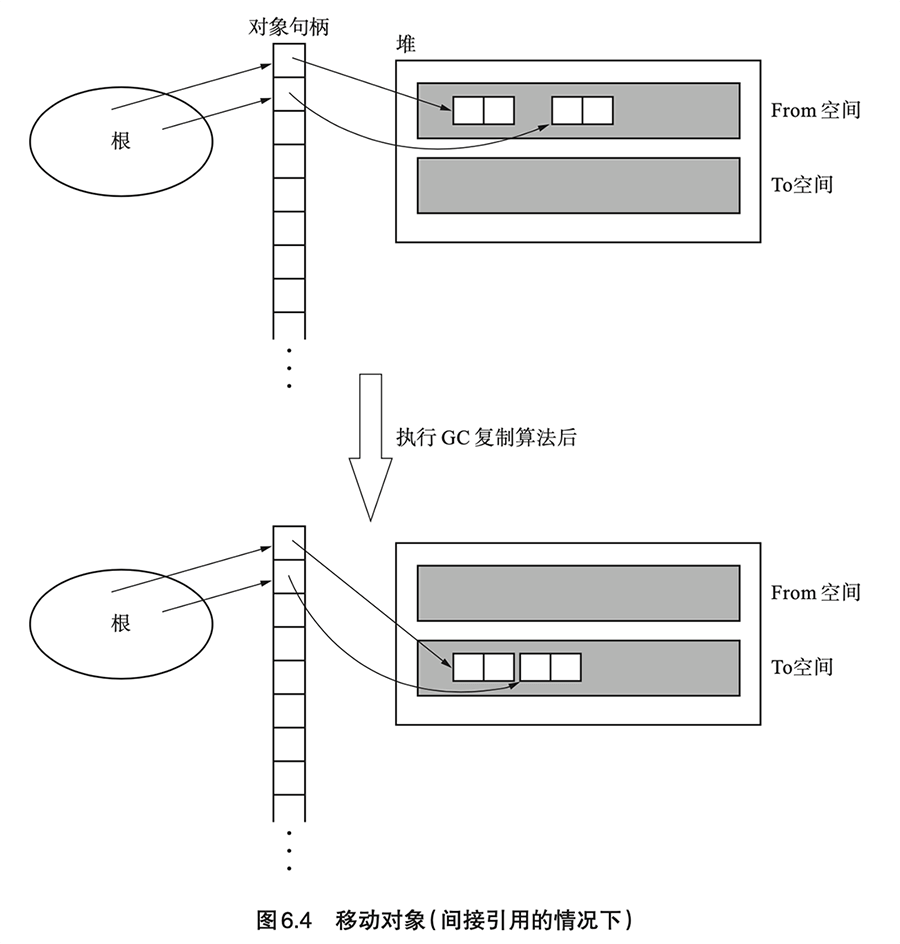 对象句柄
堆
根
From 空间
To空间
执行 GC 复制算法后
根
From 空间
To空间
图6.4 移动对象(间接引用的情况下)